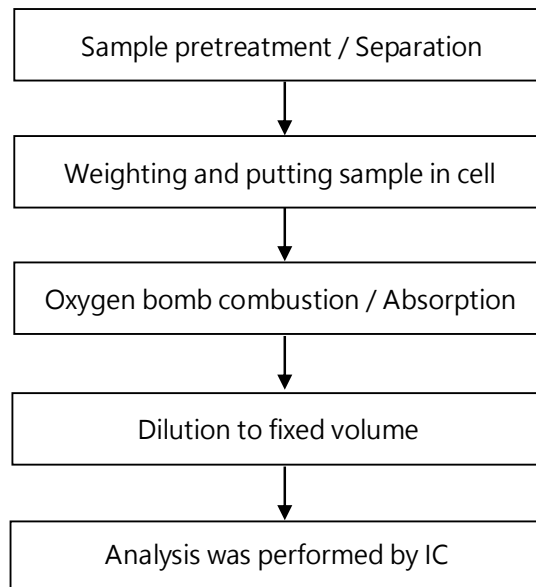 Sample pretreatment / Separation
Weighting and putting sample in cell
Oxygen bomb combustion / Absorption
Dilution to fixed volume
Analysis was performed by IC